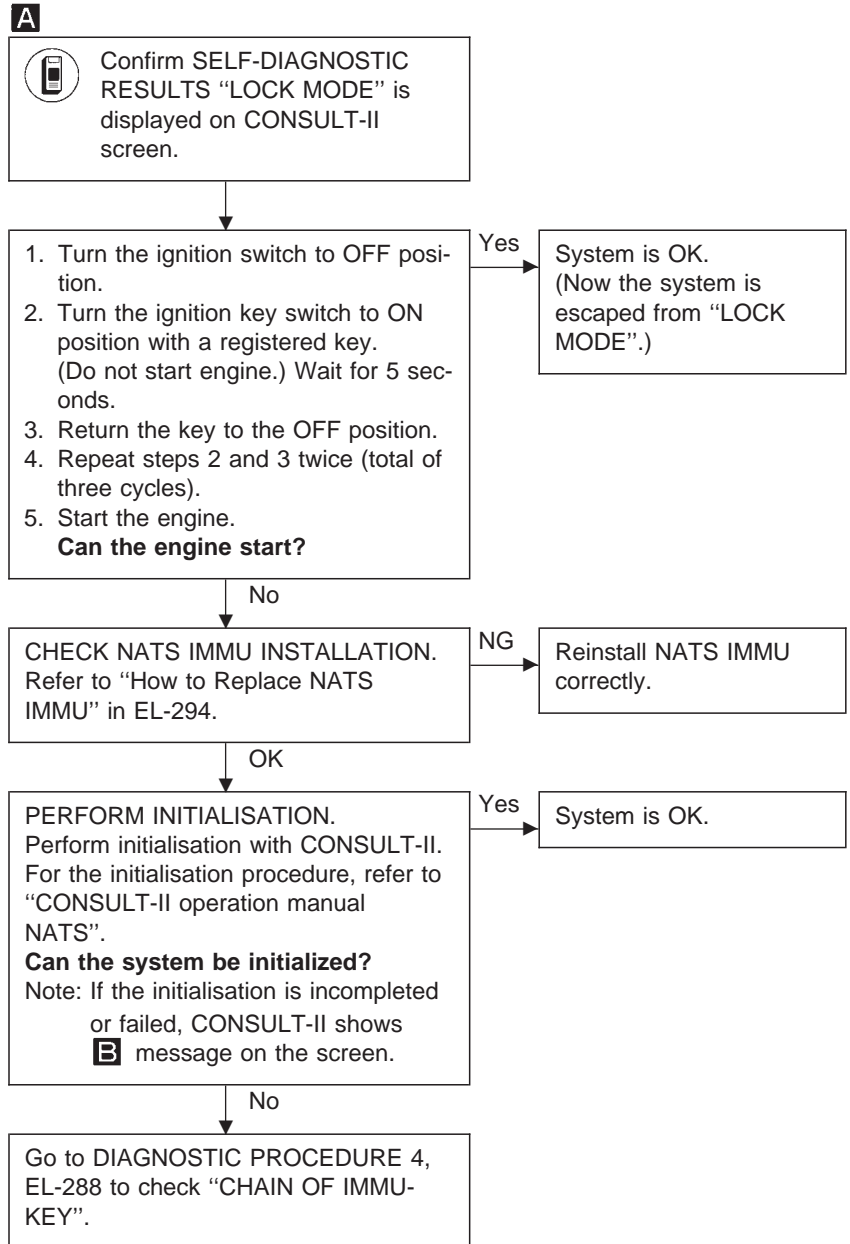 A
Confirm SELF-DIAGNOSTIC
RESULTS ‘‘LOCK MODE’’ is
displayed on CONSULT-II
screen.
1. Turn the ignition switch to OFF posi-
tion.
2. Turn the ignition key switch to ON
position with a registered key.
(Do not start engine.) Wait for 5 sec-
onds.
3. Return the key to the OFF position.
4. Repeat steps 2 and 3 twice (total of
three cycles).
5. Start the engine.
Can the engine start?
Yes
System is OK.
(Now the system is
escaped from ‘‘LOCK
MODE’’.)
No
CHECK NATS IMMU INSTALLATION.
Refer to ‘‘How to Replace NATS
IMMU’’ in EL-294.
NG
Reinstall NATS IMMU
correctly.
OK
PERFORM INITIALISATION.
Perform initialisation with CONSULT-II.
For the initialisation procedure, refer to
‘‘CONSULT-II operation manual
NATS’’.
Can the system be initialized?
Note: If the initialisation is incompleted
or failed, CONSULT-II shows
B message on the screen.
Yes
System is OK.
No
Go to DIAGNOSTIC PROCEDURE 4,
EL-288 to check ‘‘CHAIN OF IMMU-
KEY’’.